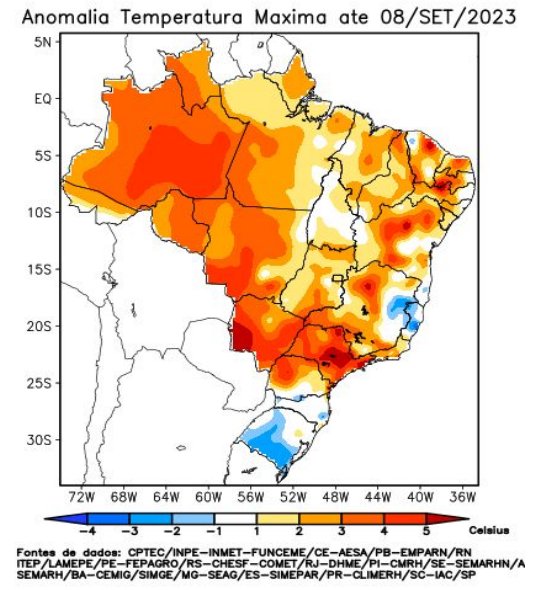 Anomalia Temperatura Maxima ate 08/SET/2023
5N
EQ
5S
10S
15S
20S
25S
30S
72W 68W 64W 60W 56W 52W 48W 44W 40W 36W
-4 -3 -2 -1 1 2 3 4 5 Celsius
Fontes de dados: CPTEC/INPE-INMET-FUNCEME/CE-AESA/PB-EMPARN/RN
ITEP/LAMEPE/PE-FEPAGRO/RS-CHESF-COMET/RJ-DHME/PI-CMRH/SE-SEMARHN/A
SEMARH/BA-CEMIG/SIMGE/MG-SEAG/ES-SIMEPAR/PR-CLIMERH/SC-IAC/SP